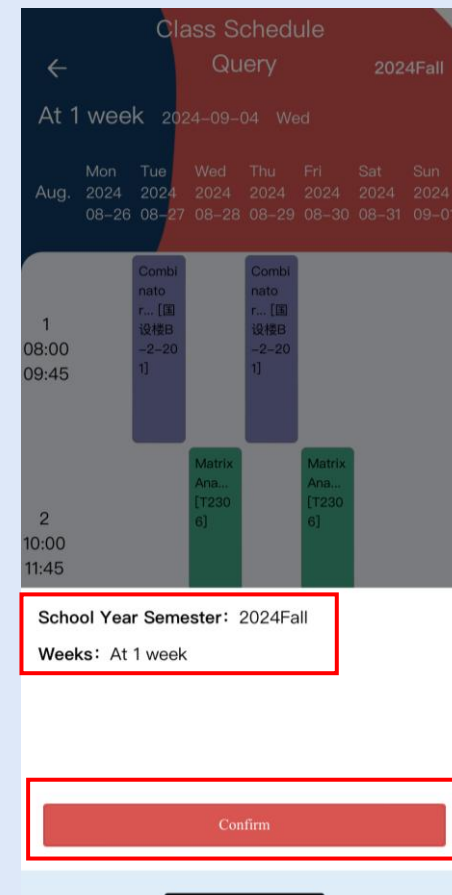 Class Schedule
Query
2024Fall
At 1 week 2024-09-04 Wed
Mon Tue Wed Thu Fri Sat Sun
Aug. 2024 2024 2024 2024 2024 2024 2024
08-26 08-27 08-28 08-29 08-30 08-31 09-01
Combi Combi
nato nato
r... [国 r... [国
1 设楼B 设楼B
08:00 -2-20 -2-20
09:45 1] 1]
Matrix Matrix
Ana... Ana...
[T230 [T230
2 6] 6]
10:00
11:45
School Year Semester: 2024Fall
Weeks: At 1 week
Confirm